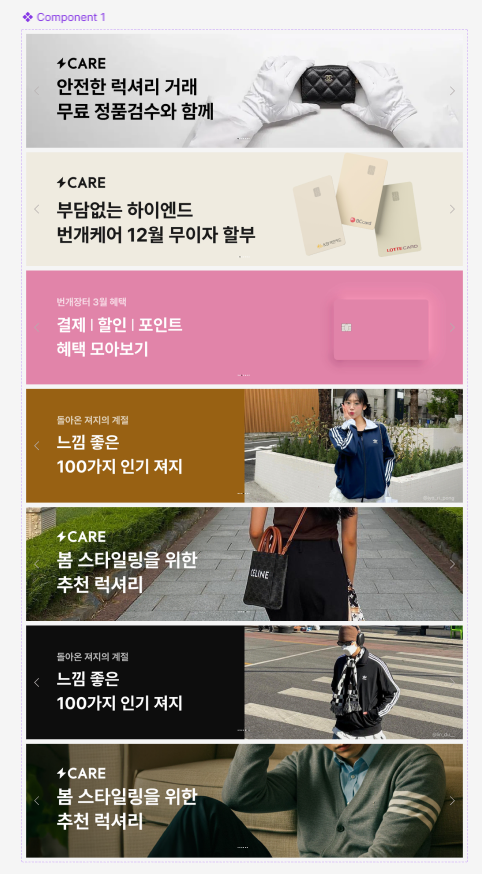 Component 1
CARE
안전한 럭셔리 거래
무료 정품검수와 함께
CARE
부담없는 하이엔드
번개케어 12월 무이자 할부
BCcard
LOTTE CARD
번개장터 3월 혜택
결제 | 할인 | 포인트
혜택 모아보기
돌아온 져지의 계절
느낌 좋은
100가지 인기 져지
CARE
봄 스타일링을 위한
추천 럭셔리
CELINE
돌아온 져지의 계절
느낌 좋은
100가지 인기 져지
CARE
봄 스타일링을 위한
추천 럭셔리